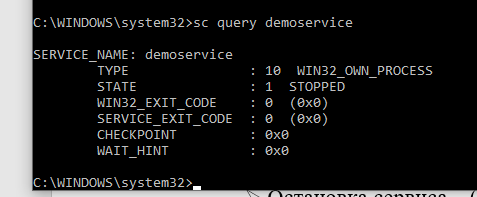 C:\WINDOWS\system32>sc query demoservice
SERVICE_NAME: demoservice
TYPE : 10 WIN32_OWN_PROCESS
STATE : 1 STOPPED
WIN32_EXIT_CODE : 0 (0x0)
SERVICE_EXIT_CODE : 0 (0x0)
CHECKPOINT : 0x0
WAIT_HINT : 0x0
C:\WINDOWS\system32>
Остановка сервиса